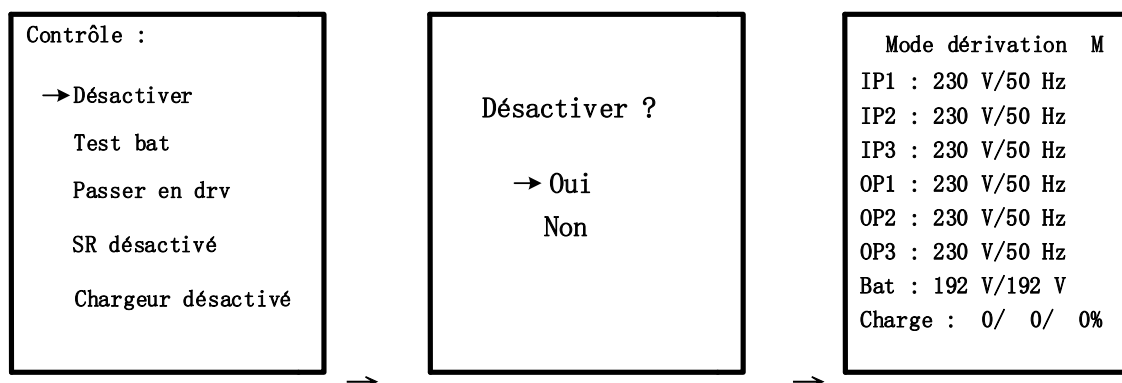 Contrôle :
→Désactiver
Test bat
Passer en drv
SR désactivé
Chargeur désactivé
→
Désactiver ?
→ Oui
Non
→
Mode dérivation M
IP1 : 230 V/50 Hz
IP2 : 230 V/50 Hz
IP3 : 230 V/50 Hz
OP1 : 230 V/50 Hz
OP2 : 230 V/50 Hz
OP3 : 230 V/50 Hz
Bat : 192 V/192 V
Charge : 0/ 0/ 0%